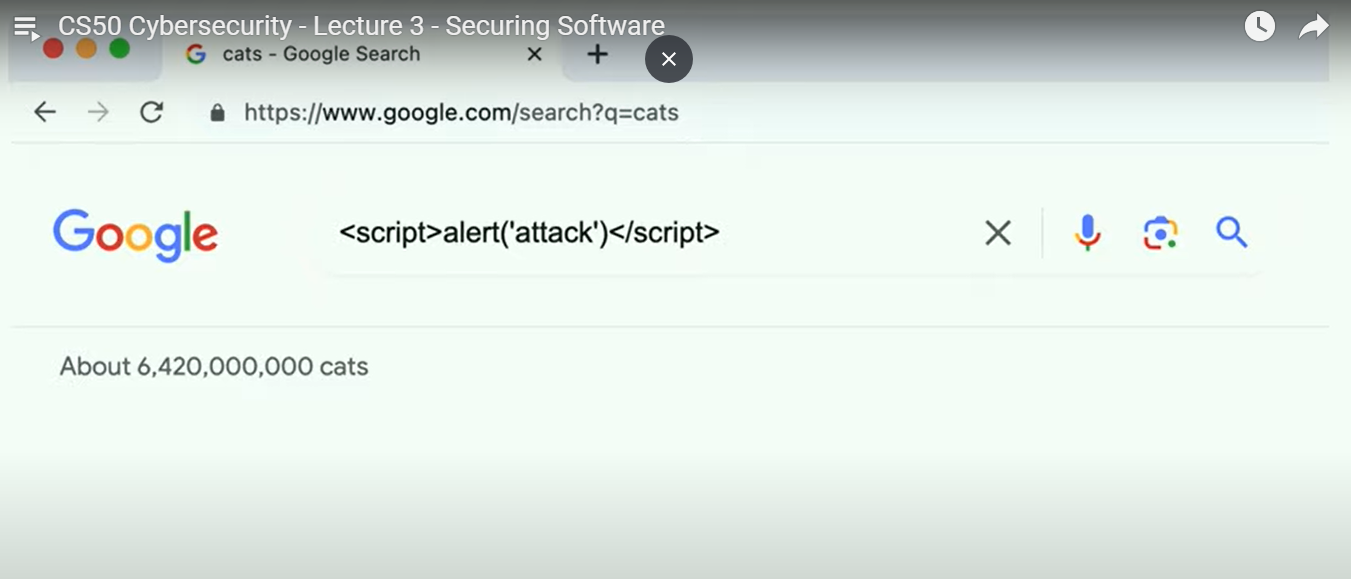 CS50 Cybersecurity - Lecture 3 - Securing Software
cats - Google Search
https://www.google.com/search?q=cats
Google
<script>alert('attack')</script>
About 6,420,000,000 cats